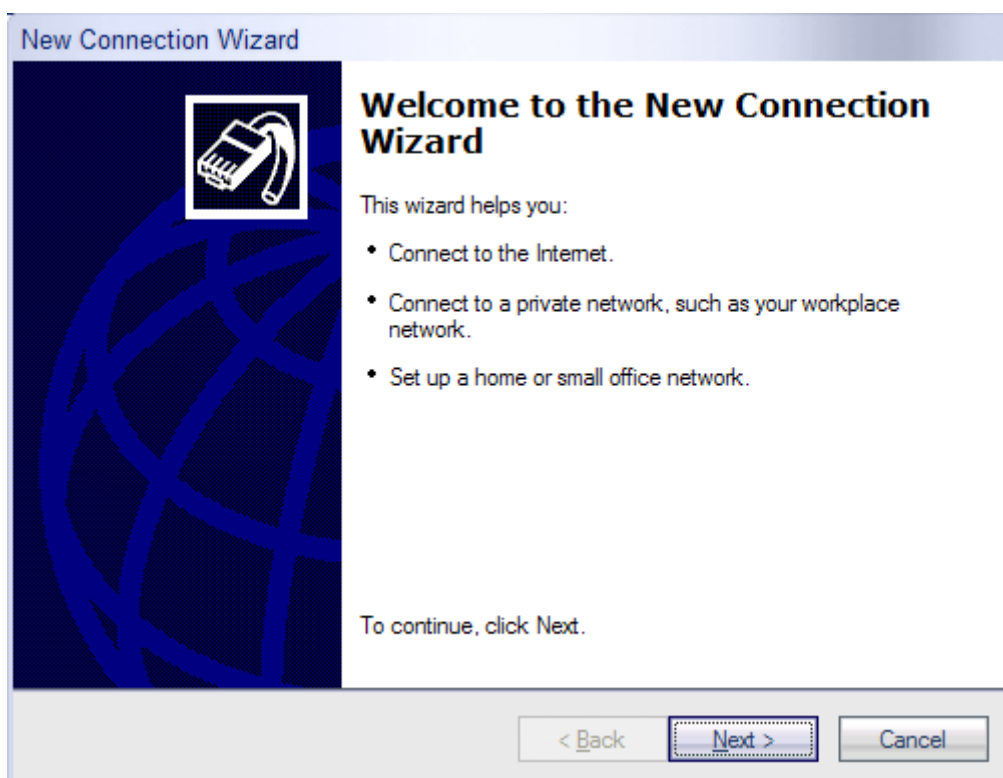 New Connection Wizard
Welcome to the New Connection
Wizard
This wizard helps you:
• Connect to the Internet.
• Connect to a private network, such as your workplace
network.
• Set up a home or small office network.
To continue, click Next.
< Back
Next >
Cancel